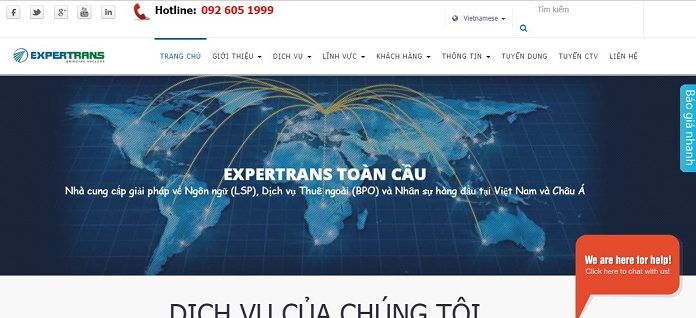 Hotline: 092 605 1999
Vietnamese
Tìm kiếm
EXPERTRANS
TRANG CHỦ GIỚI THIỆU DỊCH VỤ LĨNH VỰC KHÁCH HÀNG THÔNG TIN TUYỂN DỤNG TUYỂN CTV LIÊN HỆ
Báo giá nhanh
EXPERTRANS TOÀN CẦU
Nhà cung cấp giải pháp về Ngôn ngữ (LSP), Dịch vụ Thuê ngoài (BPO) và Nhân sự hàng đầu tại Việt Nam và Châu Á
We are here for help!
Click here to chat with us!
DỊCH VỤ CỦA CHÚNG TÔI